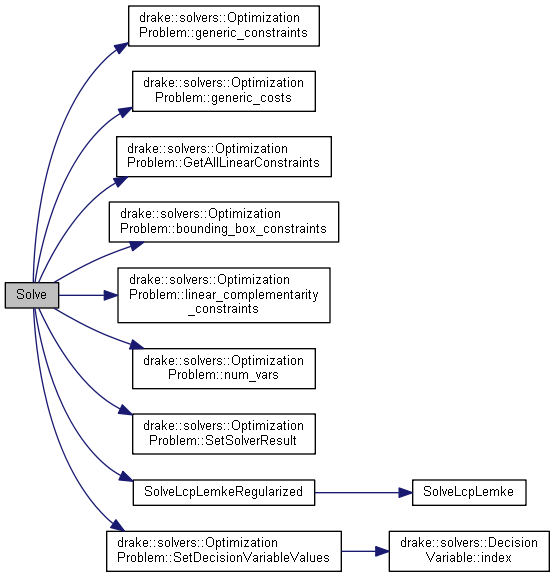 drake::solvers::Optimization
Problem::generic_constraints
drake::solvers::Optimization
Problem::generic_costs
drake::solvers::Optimization
Problem::GetAllLinearConstraints
drake::solvers::Optimization
Problem::bounding_box_constraints
Solve
drake::solvers::Optimization
Problem::linear_complementarity
_constraints
drake::solvers::Optimization
Problem::num_vars
drake::solvers::Optimization
Problem::SetSolverResult
SolveLcpLemkeRegularized
SolveLcpLemke
drake::solvers::Optimization
Problem::SetDecisionVariableValues
drake::solvers::Decision
Variable::index